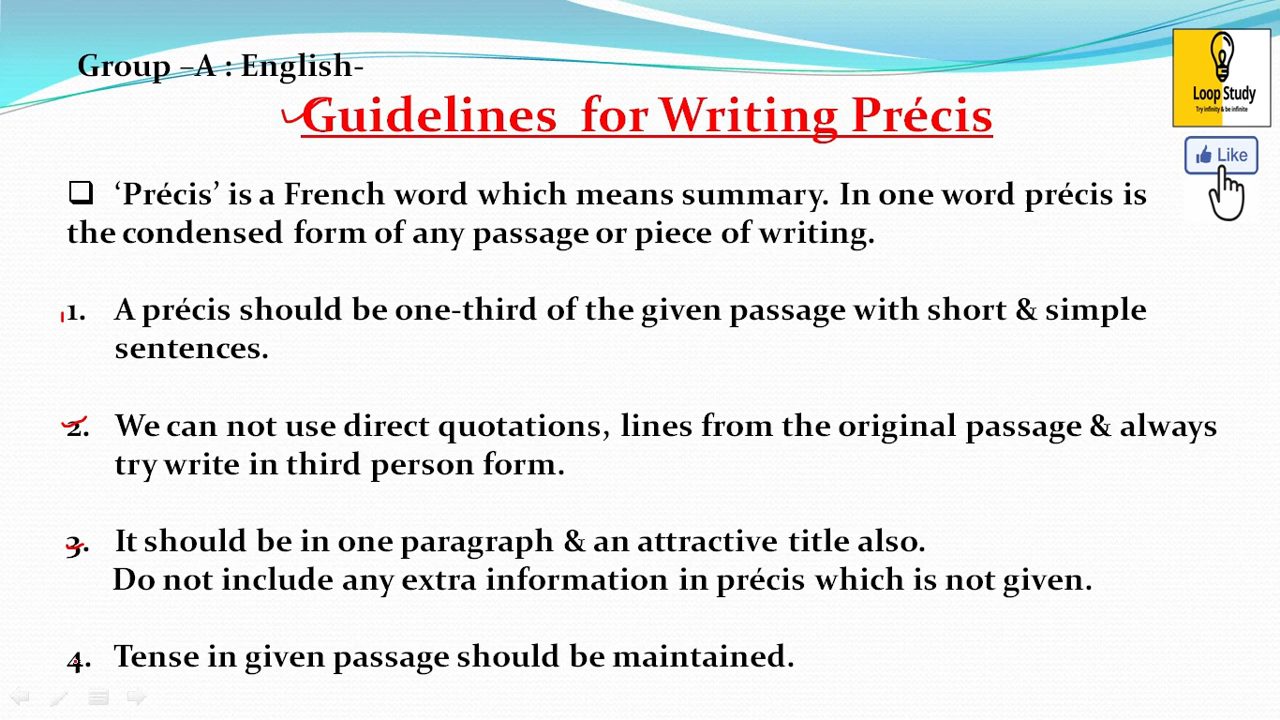 Group –A : English-
Guidelines for Writing Précis
Loop Study
Try infinity & be infinite
Like
‘Précis’ is a French word which means summary. In one word précis is
the condensed form of any passage or piece of writing.
1. A précis should be one-third of the given passage with short & simple
sentences.
2. We can not use direct quotations, lines from the original passage & always
try write in third person form.
3. It should be in one paragraph & an attractive title also.
Do not include any extra information in précis which is not given.
4. Tense in given passage should be maintained.